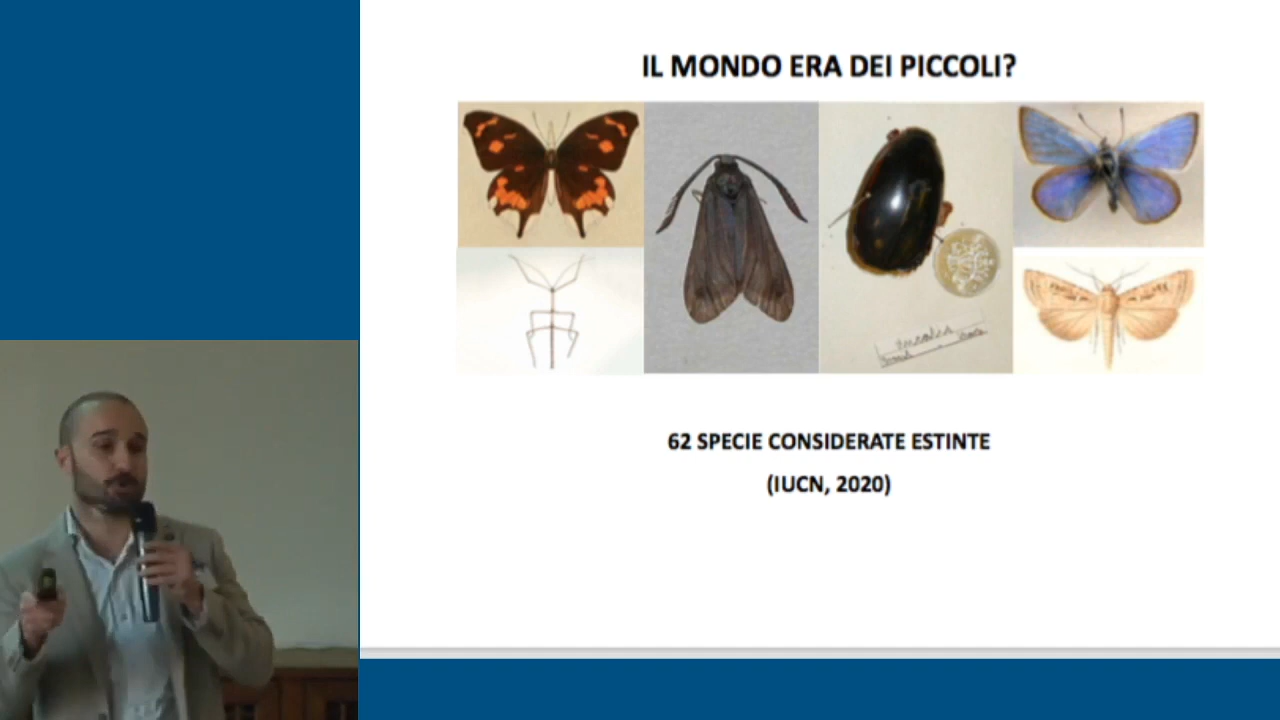 IL MONDO ERA DEI PICCOLI?
62 SPECIE CONSIDERATE ESTINTE
(IUCN, 2020)